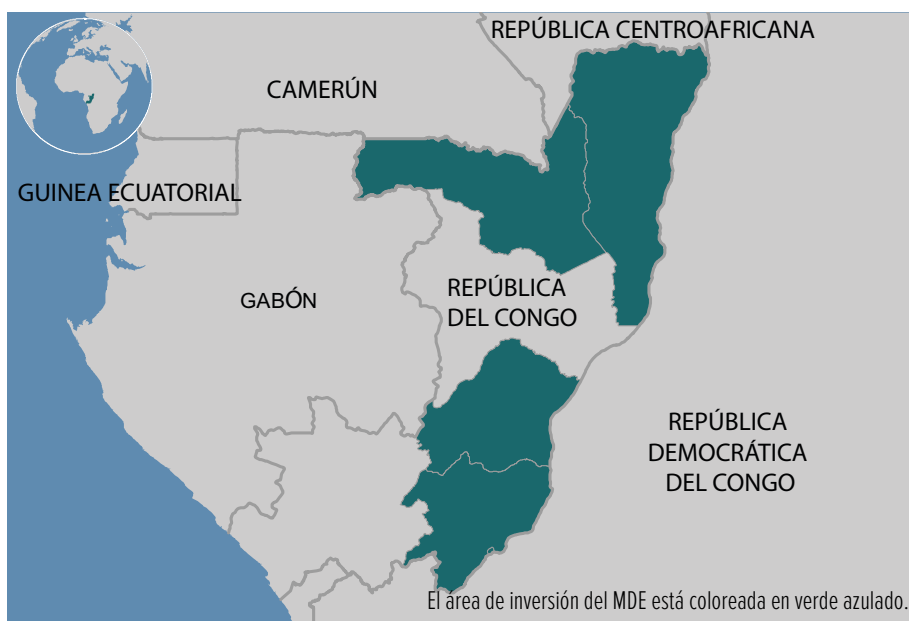 REPÚBLICA CENTROAFRICANA
CAMERÚN
GUINEA ECUATORIAL
GABÓN
REPÚBLICA
DEL CONGO
REPÚBLICA
DEMOCRÁTICA
DEL CONGO
El área de inversión del MDE está coloreada en verde azulado.